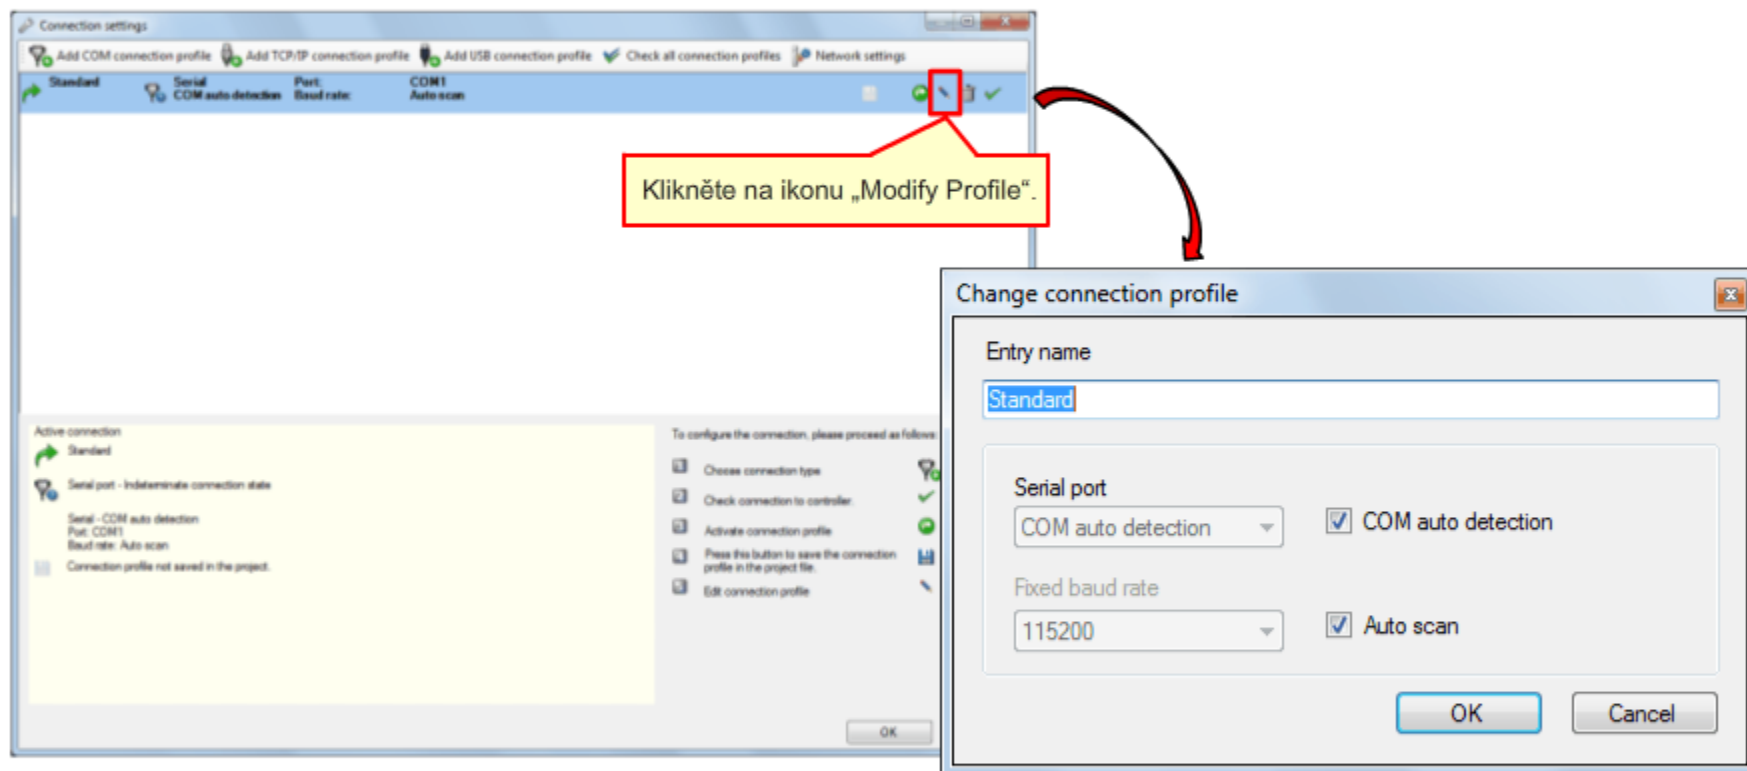 Connection settings
Add COM connection profile Add TCP/IP connection profile Add USB connection profile Check all connection profiles Network settings
Standard Serial Port: COM1
COM auto detection Baud rate: Auto scan
Klikněte na ikonu „Modify Profile“.
Change connection profile
Entry name
Standard
Serial port
COM auto detection COM auto detection
Fixed baud rate
115200 Auto scan
OK Cancel
Active connection
Standard
Serial port - Indeterminate connection state
Serial - COM auto detection
Port: COM1
Baud rate: Auto scan
Connection profile not saved in the project.
To configure the connection, please proceed as follows:
Choose connection type
Check connection to controller.
Activate connection profile
Press this button to save the connection
profile in the project file.
Edit connection profile
OK